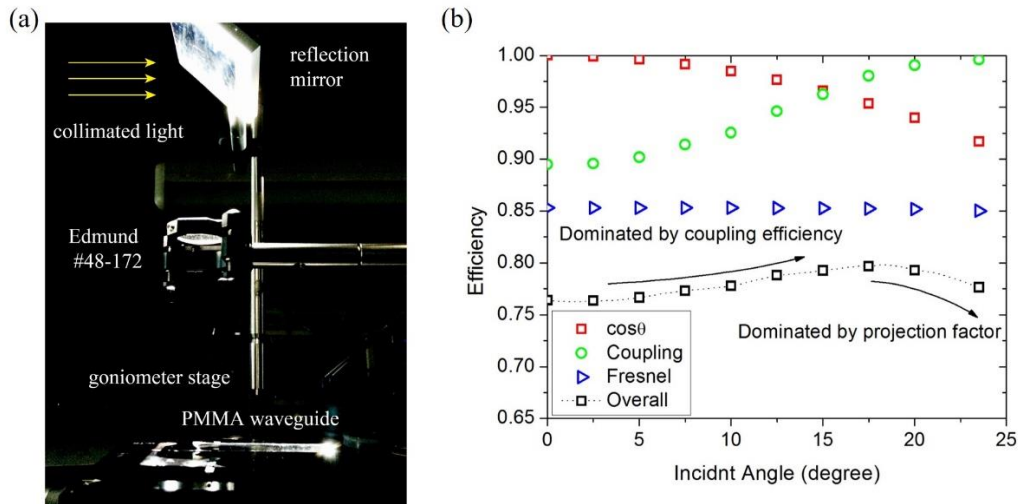 (a)
reflection
mirror
collimated light
Edmund
#48-172
goniometer stage
PMMA waveguide
(b)
1.00
0.95
0.90
0.85
0.80
0.75
0.70
0.65
Efficiency
Dominated by coupling efficiency
Dominated by projection factor
cosθ
Coupling
Fresnel
Overall
0 5 10 15 20 25
Incidnt Angle (degree)